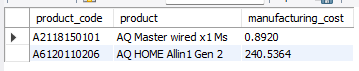 product_code product manufacturing_cost
A2118150101 AQ Master wired x1 Ms 0.8920
A6120110206 AQ HOME Allin1 Gen 2 240.5364